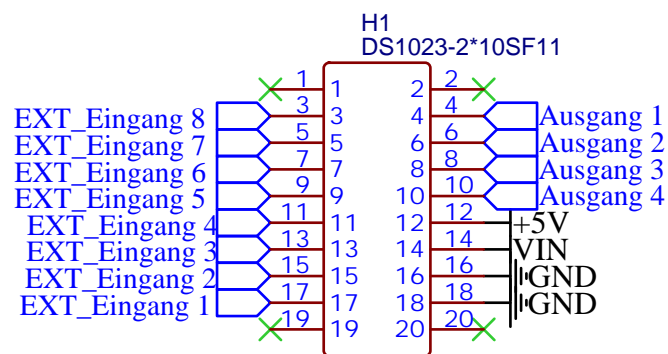 H1
DS1023-2*10SF11
1 1 2 2
EXT_Eingang 8 3 3 4 4 Ausgang 1
EXT_Eingang 7 5 5 6 6 Ausgang 2
EXT_Eingang 6 7 7 8 8 Ausgang 3
EXT_Eingang 5 9 9 10 10 Ausgang 4
EXT_Eingang 4 11 11 12 12 +5V
EXT_Eingang 3 13 13 14 14 VIN
EXT_Eingang 2 15 15 16 16 GND
EXT_Eingang 1 17 17 18 18 GND
19 19 20 20